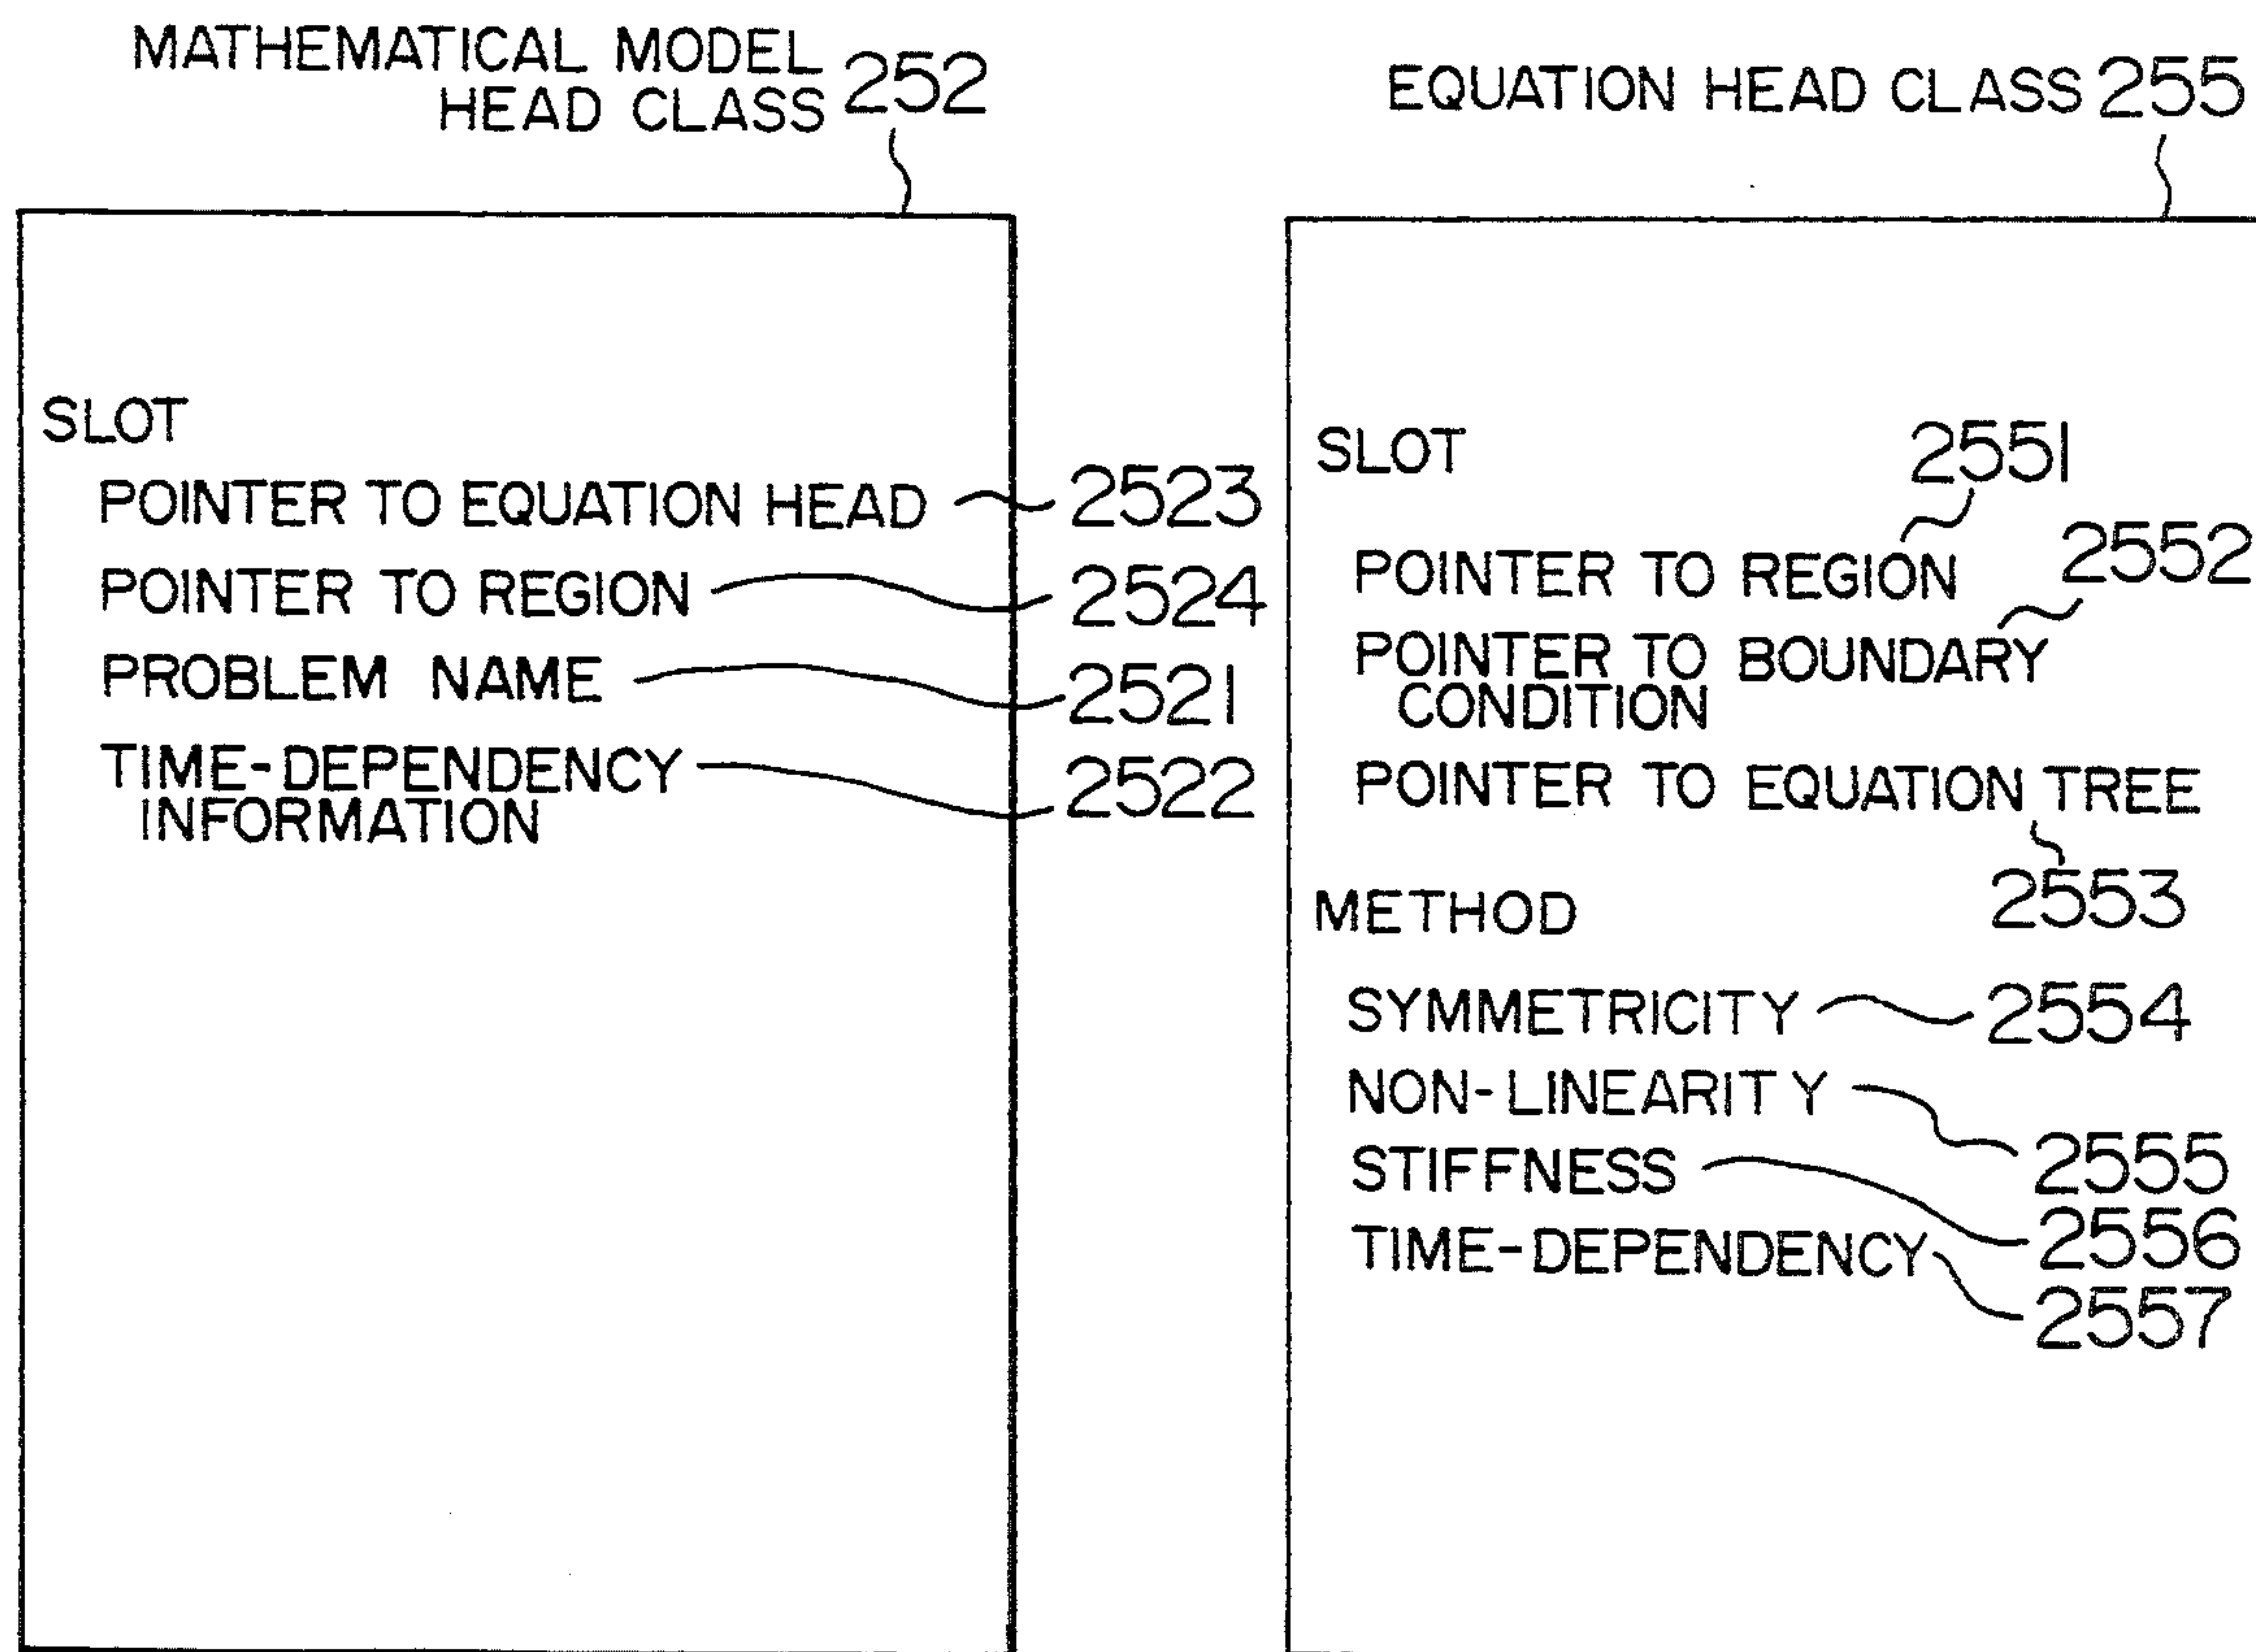 MATHEMATICAL MODEL
HEAD CLASS 252
SLOT
POINTER TO EQUATION HEAD 2523
POINTER TO REGION 2524
PROBLEM NAME 2521
TIME-DEPENDENCY 2522
INFORMATION
EQUATION HEAD CLASS 255
SLOT 2551
POINTER TO REGION 2552
POINTER TO BOUNDARY
CONDITION
POINTER TO EQUATION TREE
2553
METHOD
SYMMETRICITY 2554
NON-LINEARITY 2555
STIFFNESS 2556
TIME-DEPENDENCY 2557